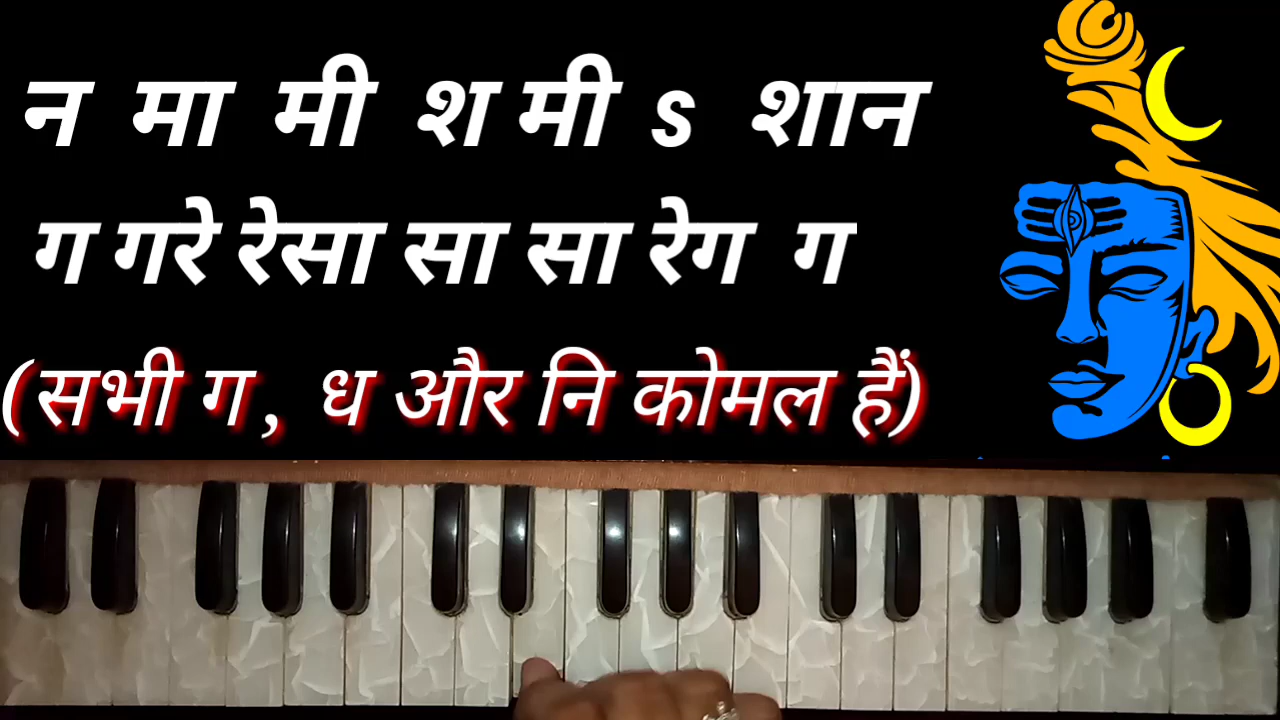 न मा मी श मी s शान
ग गरे रेसा सा सा रेग ग
(सभी ग, ध और नि कोमल हैं)